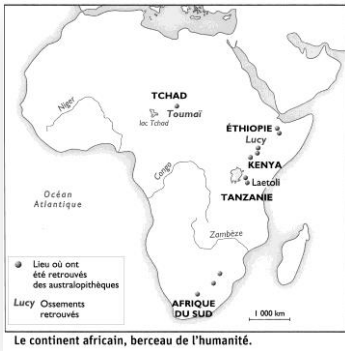 TCHAD
Toumaï
lac Tchad
Niger
ÉTHIOPIE
Lucy
KENYA
Laetoli
TANZANIE
Congo
Océan
Atlantique
Zambèze
Lieu où ont
été retrouvés
des australopithèques
Lucy Ossements
retrouvés
AFRIQUE
DU SUD
1 000 km
Le continent africain, berceau de l'humanité.